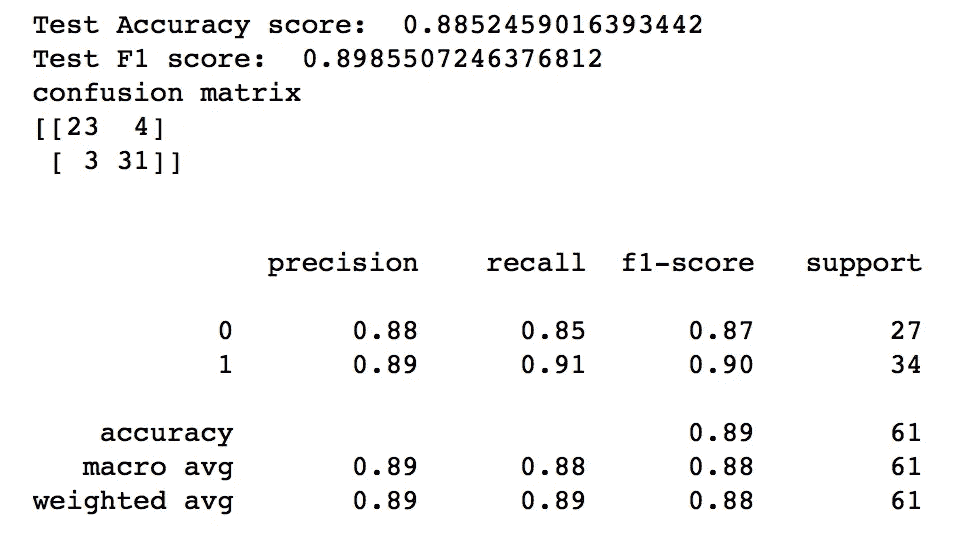 Test Accuracy score:  0.8852459016393442
Test F1 score:  0.8985507246376812
confusion matrix
[[23  4]
 [ 3 31]]
              precision    recall  f1-score   support
           0       0.88      0.85      0.87        27
           1       0.89      0.91      0.90        34
    accuracy                           0.89        61
   macro avg       0.89      0.88      0.88        61
weighted avg       0.89      0.89      0.88        61